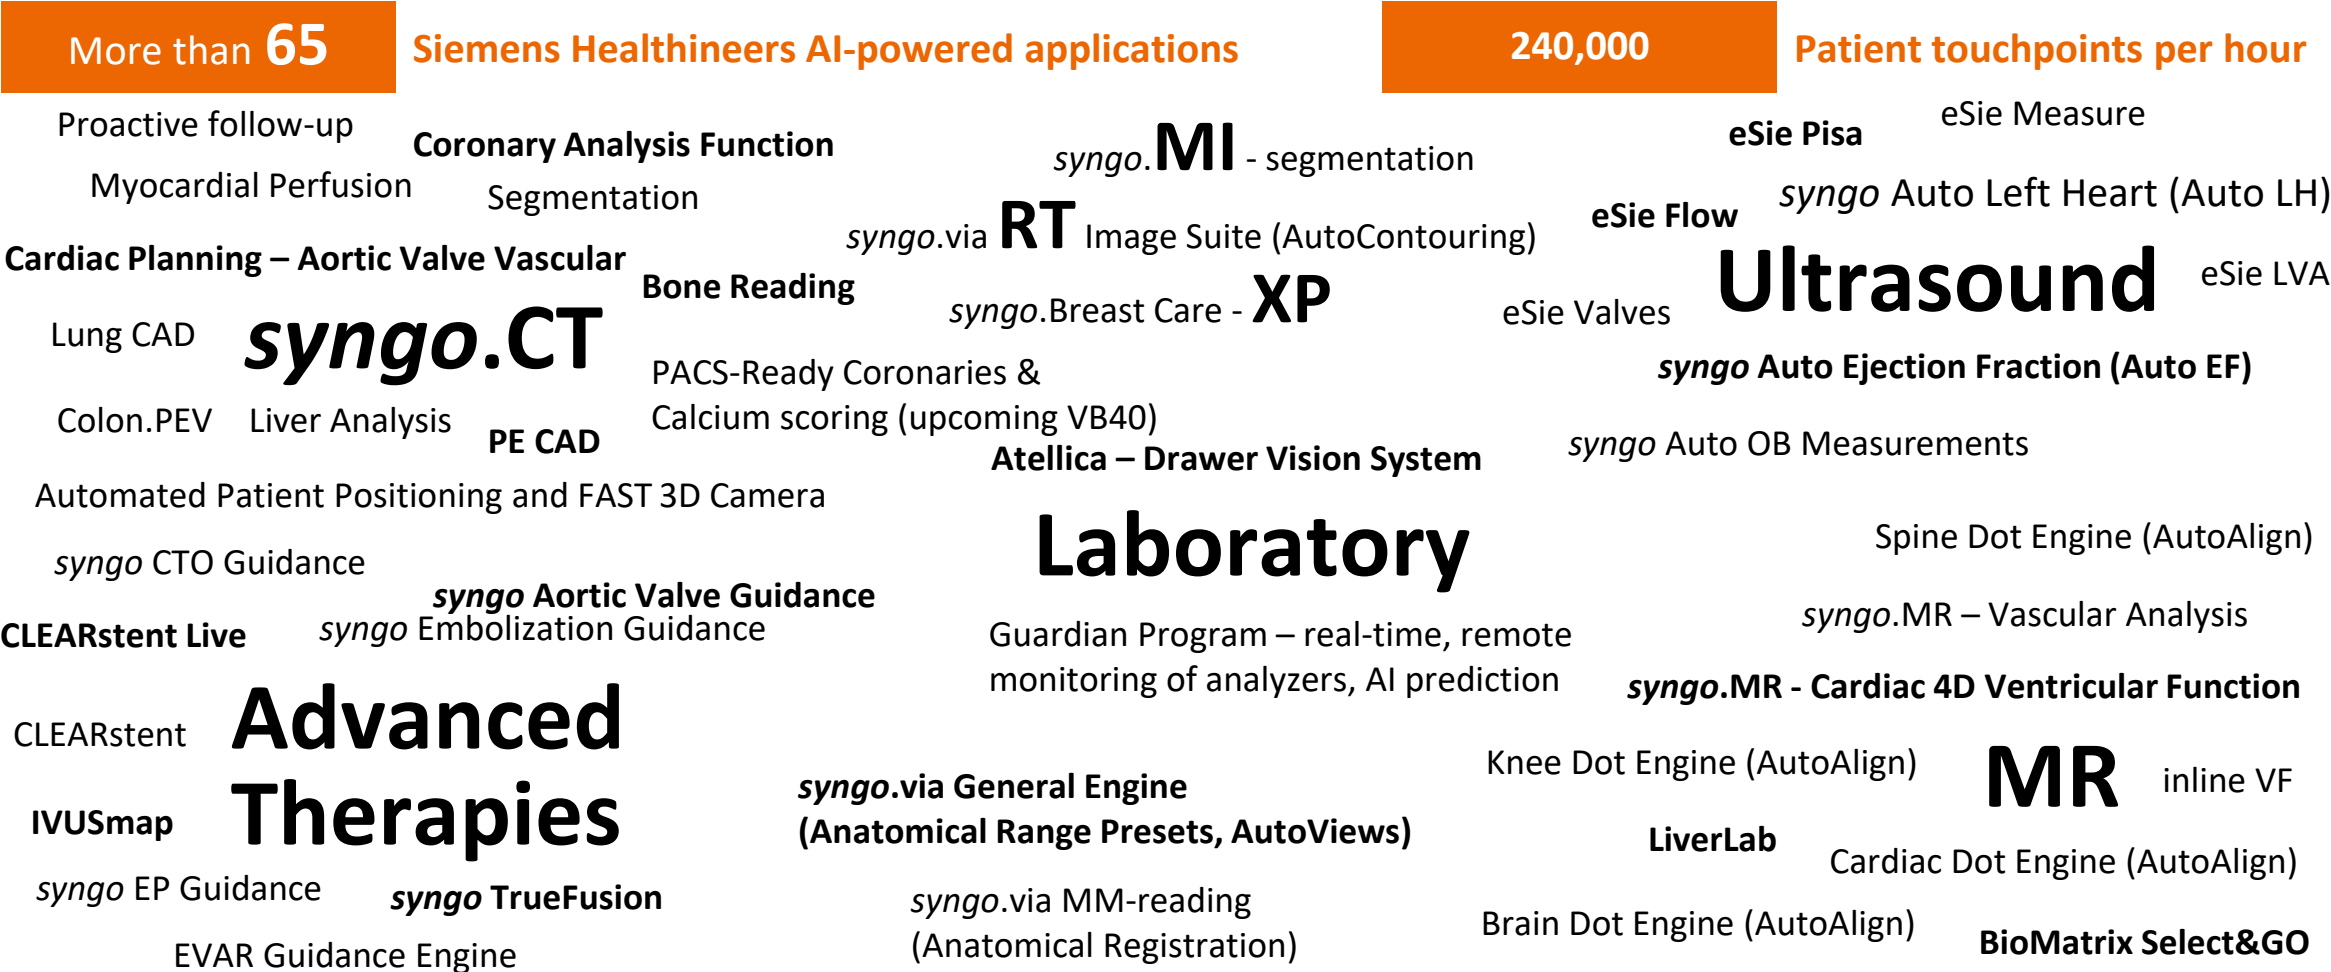 More than 65
Siemens Healthineers AI-powered applications
240,000
Patient touchpoints per hour
Proactive follow-up
Coronary Analysis Function
Myocardial Perfusion
Segmentation
Cardiac Planning – Aortic Valve Vascular
Bone Reading
Lung CAD
syngo.CT
PACS-Ready Coronaries &
Calcium scoring (upcoming VB40)
Colon.PEV
Liver Analysis
PE CAD
Automated Patient Positioning and FAST 3D Camera
syngo.MI - segmentation
syngo.via RT Image Suite (AutoContouring)
syngo.Breast Care - XP
eSie Pisa
eSie Measure
syngo Auto Left Heart (Auto LH)
eSie Flow
Ultrasound
eSie LVA
eSie Valves
syngo Auto Ejection Fraction (Auto EF)
syngo Auto OB Measurements
Atellica – Drawer Vision System
Laboratory
Guardian Program – real-time, remote
monitoring of analyzers, AI prediction
syngo CTO Guidance
syngo Aortic Valve Guidance
CLEARstent Live
syngo Embolization Guidance
CLEARstent
Advanced
Therapies
IVUSmap
syngo EP Guidance
syngo TrueFusion
EVAR Guidance Engine
syngo.via General Engine
(Anatomical Range Presets, AutoViews)
syngo.via MM-reading
(Anatomical Registration)
Spine Dot Engine (AutoAlign)
syngo.MR – Vascular Analysis
syngo.MR - Cardiac 4D Ventricular Function
Knee Dot Engine (AutoAlign)
MR
inline VF
LiverLab
Cardiac Dot Engine (AutoAlign)
Brain Dot Engine (AutoAlign)
BioMatrix Select&GO